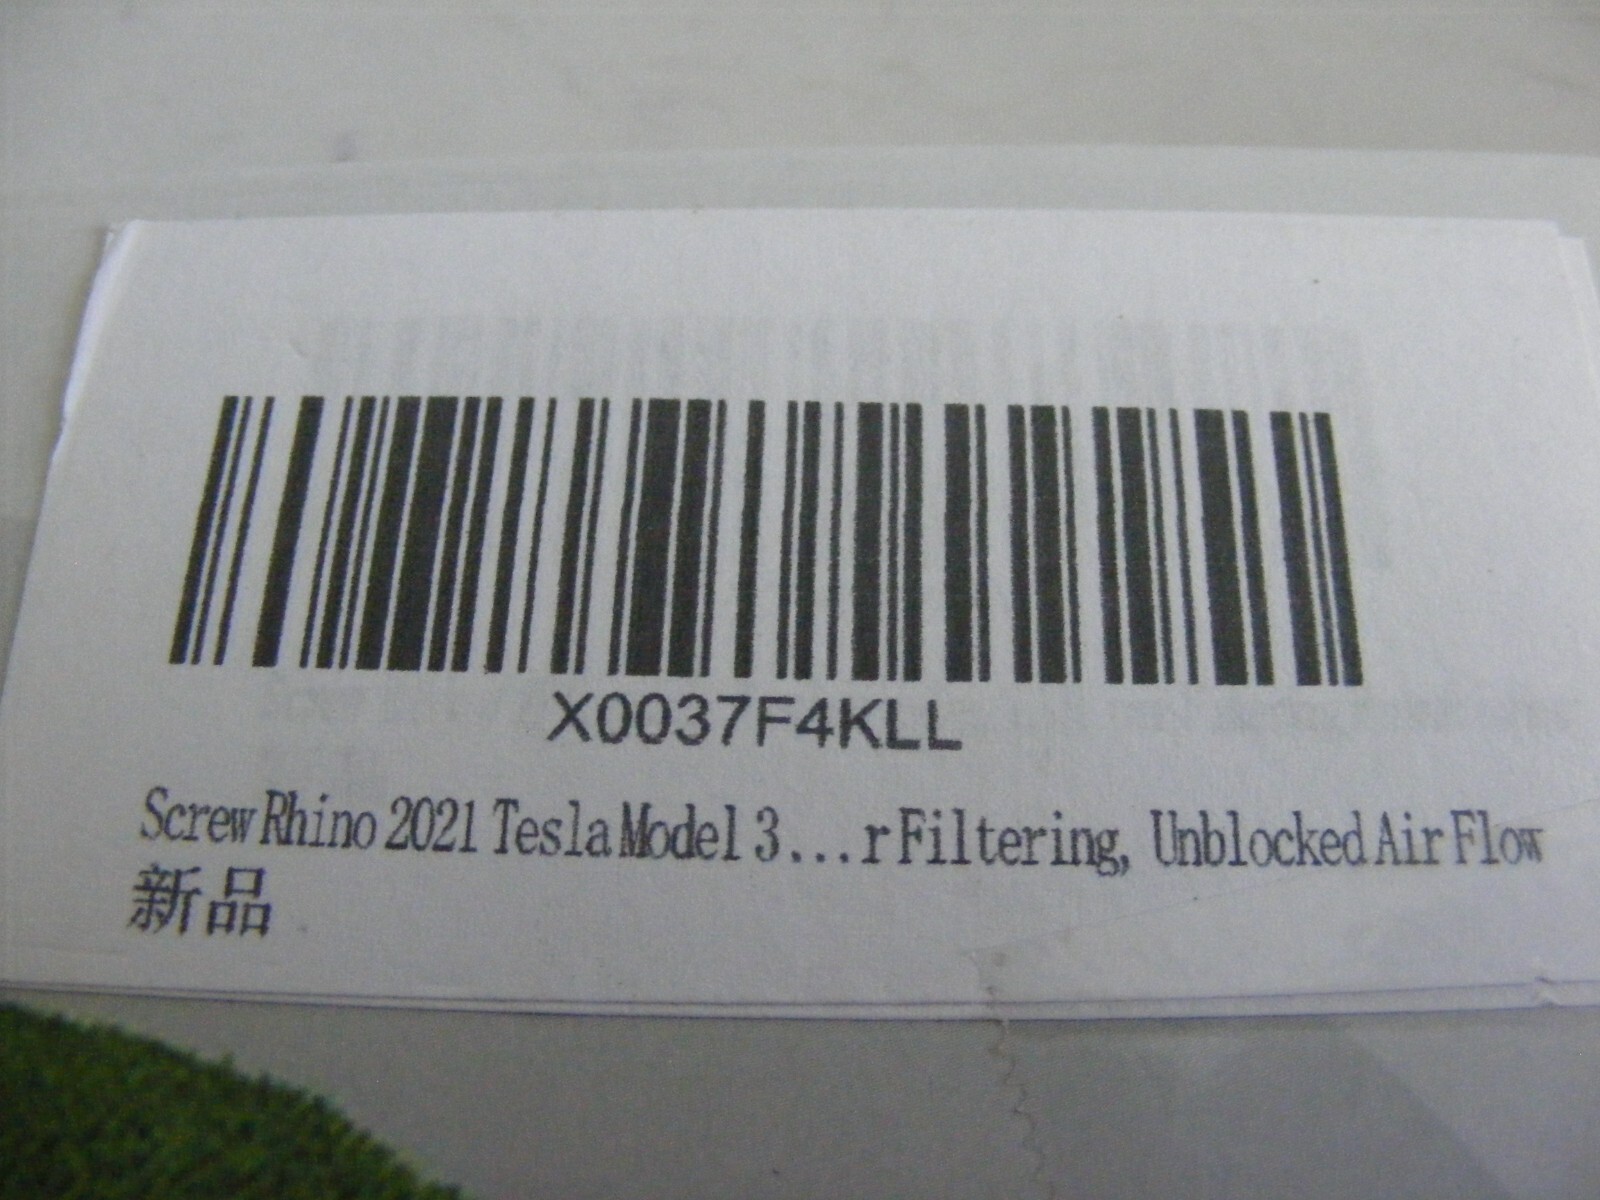 X0037F4KLL
Screw Rhino 2021 Tesla Model 3...r Filtering, Unblocked Air Flow
新品